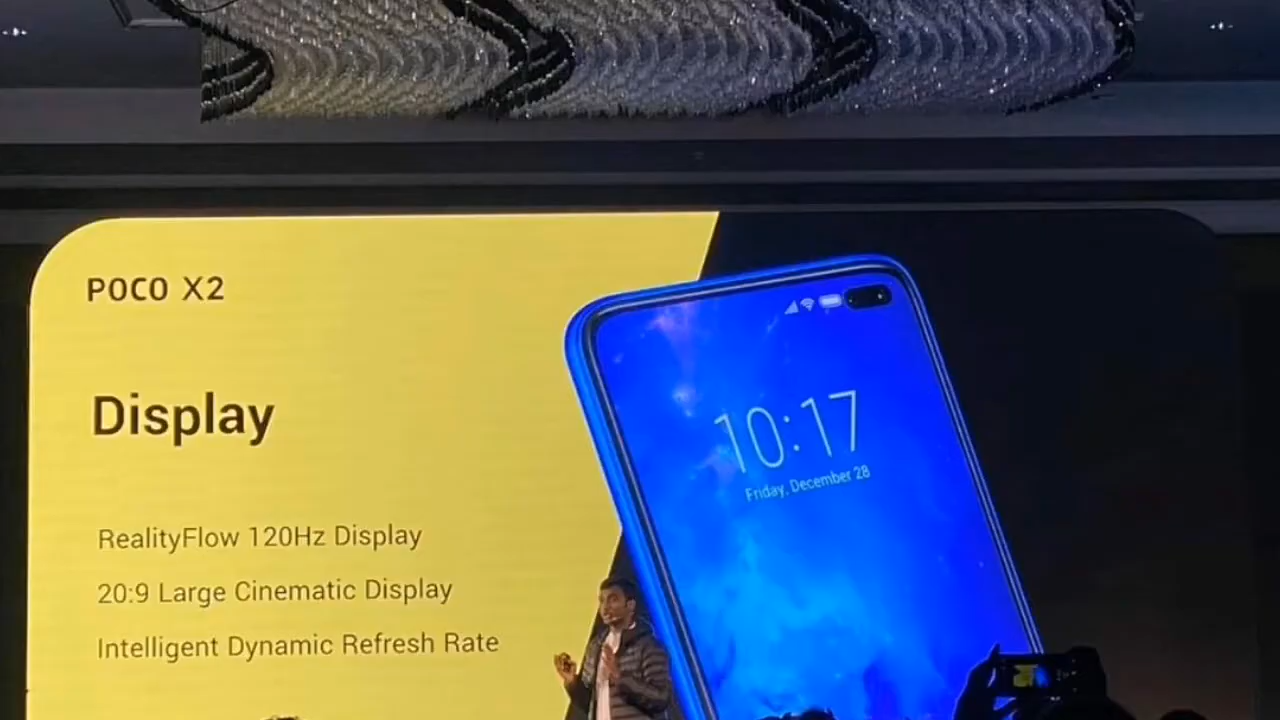 POCO X2
Display
RealityFlow 120Hz Display
20:9 Large Cinematic Display
Intelligent Dynamic Refresh Rate
10:17
Friday, December 28